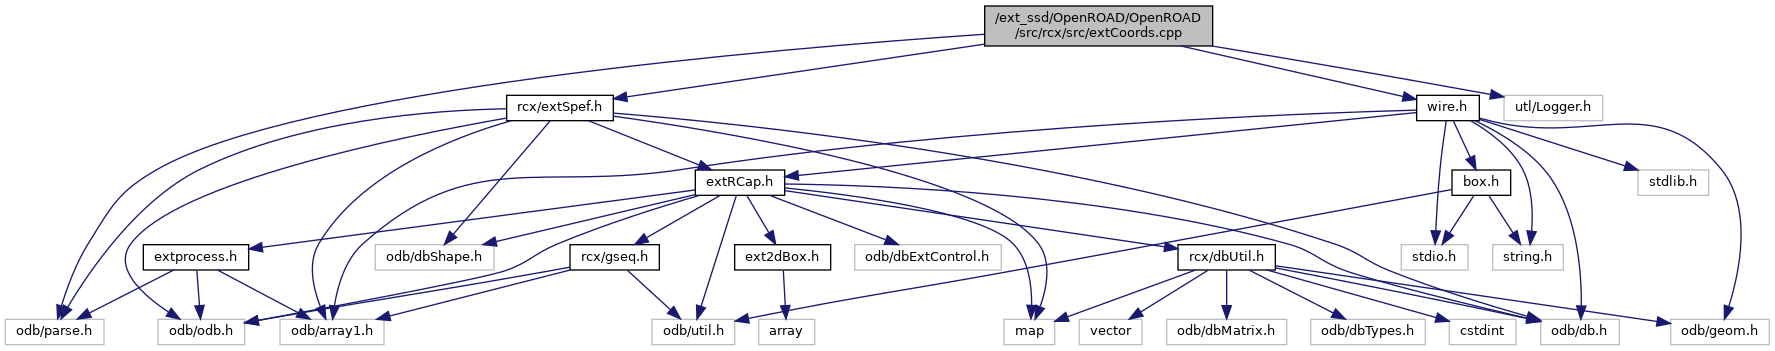 /ext_ssd/OpenROAD/OpenROAD
/src/rcx/src/extCoords.cpp
rcx/extSpef.h
wire.h
utl/Logger.h
extRCap.h
box.h
stdlib.h
extprocess.h
odb/dbShape.h
rcx/gseq.h
ext2dBox.h
odb/dbExtControl.h
rcx/dbUtil.h
stdio.h
string.h
odb/parse.h
odb/odb.h
odb/array1.h
odb/util.h
array
map
vector
odb/dbMatrix.h
odb/dbTypes.h
cstdint
odb/db.h
odb/geom.h